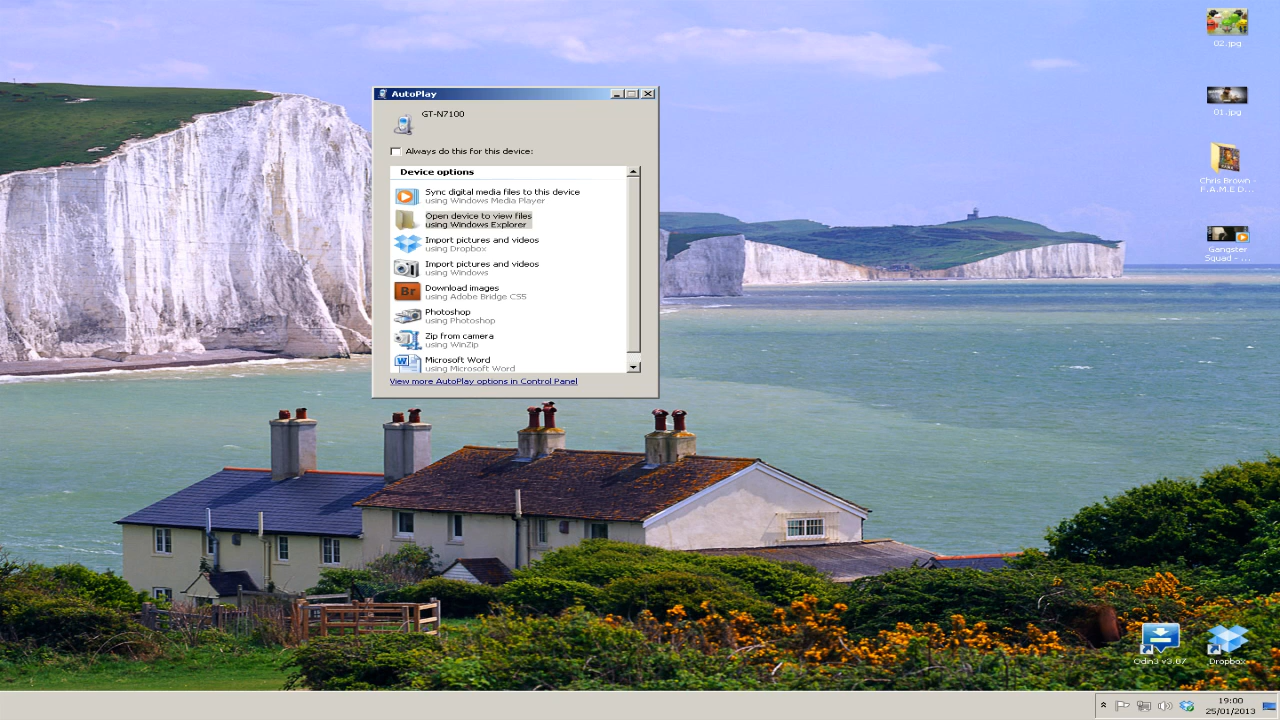 AutoPlay
GT-N7100
Always do this for this device:
Device options
Sync digital media files to this device
using Windows Media Player
Open device to view files
using Windows Explorer
Import pictures and videos
using Dropbox
Import pictures and videos
using Windows
Download images
using Adobe Bridge CS5
Br
Photoshop
using Photoshop
Zip from camera
using WinZip
Microsoft Word
using Microsoft Word
W
View more AutoPlay options in Control Panel
02.jpg
01.jpg
Chris Brown -
F.A.M.E D...
Gangster
Squad - ...
Odin3 v3.07
Dropbox
19:00
25/01/2013